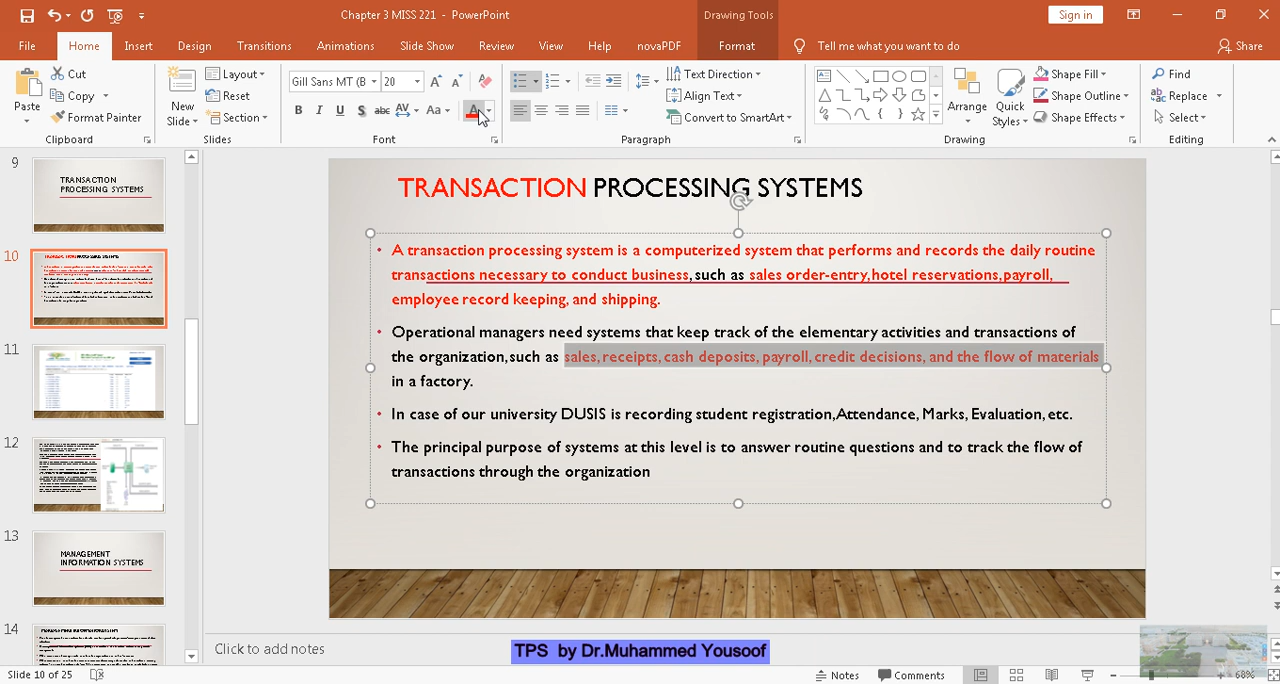 Chapter 3 MISS 221 - PowerPoint
Drawing Tools
Sign in
File Home Insert Design Transitions Animations Slide Show Review View Help novaPDF Format Tell me what you want to do Share
Paste
Cut
Copy
Format Painter
Clipboard
New Slide
Layout
Reset
Section
Slides
Gill Sans MT (B 20
B I U S abc AV Aa A
Font
Text Direction
Align Text
Convert to SmartArt
Paragraph
Arrange
Quick Styles
Shape Fill
Shape Outline
Shape Effects
Drawing
Find
Replace
Select
Editing
9
TRANSACTION
PROCESSING SYSTEMS
10
11
12
13
MANAGEMENT
INFORMATION SYSTEMS
14
TRANSACTION PROCESSING SYSTEMS
• A transaction processing system is a computerized system that performs and records the daily routine
transactions necessary to conduct business, such as sales order-entry, hotel reservations, payroll,
employee record keeping, and shipping.
• Operational managers need systems that keep track of the elementary activities and transactions of
the organization, such as sales, receipts, cash deposits, payroll, credit decisions, and the flow of materials
in a factory.
• In case of our university DUSIS is recording student registration, Attendance, Marks, Evaluation, etc.
• The principal purpose of systems at this level is to answer routine questions and to track the flow of
transactions through the organization
Click to add notes
TPS by Dr.Muhammed Yousoof
Slide 10 of 25
Notes
Comments
68%